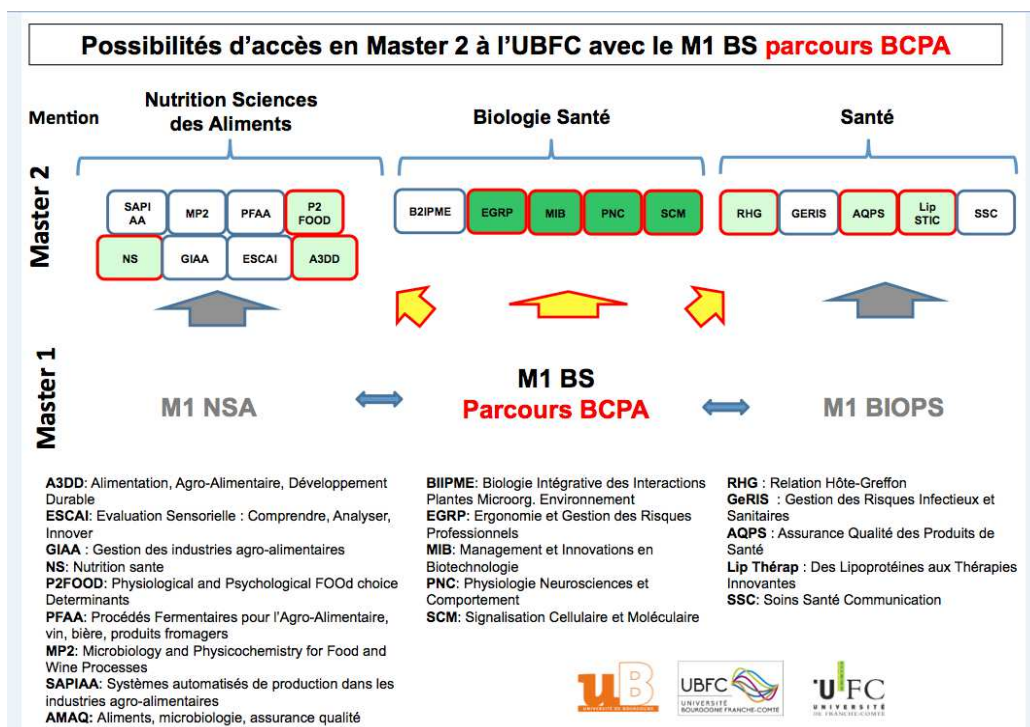 Possibilités d'accès en Master 2 à l'UBFC avec le M1 BS parcours BCPA
Mention
Nutrition Sciences
des Aliments
Biologie Santé
Santé
Master 2
SAPI
AA
MP2
PFAA
P2
FOOD
NS
GIAA
ESCAI
A3DD
B2IPME
EGRP
MIB
PNC
SCM
RHG
GERIS
AQPS
Lip
STIC
SSC
Master 1
M1 NSA
M1 BS
Parcours BCPA
M1 BIOPS
A3DD: Alimentation, Agro-Alimentaire, Développement
Durable
ESCAI: Evaluation Sensorielle : Comprendre, Analyser,
Innover
GIAA : Gestion des industries agro-alimentaires
NS: Nutrition sante
P2FOOD: Physiological and Psychological FOOd choice
Determinants
PFAA: Procédés Fermentaires pour l'Agro-Alimentaire,
vin, bière, produits fromagers
MP2: Microbiology and Physicochemistry for Food and
Wine Processes
SAPIAA: Systèmes automatisés de production dans les
industries agro-alimentaires
AMAQ: Aliments, microbiologie, assurance qualité
BIIPME: Biologie Intégrative des Interactions
Plantes Microorg. Environnement
EGRP: Ergonomie et Gestion des Risques
Professionnels
MIB: Management et Innovations en
Biotechnologie
PNC: Physiologie Neurosciences et
Comportement
SCM: Signalisation Cellulaire et Moléculaire
RHG : Relation Hôte-Greffon
GeRIS : Gestion des Risques Infectieux et
Sanitaires
AQPS : Assurance Qualité des Produits de
Santé
Lip Thérap : Des Lipoprotéines aux Thérapies
Innovantes
SSC: Soins Santé Communication
uB
UNIVERSITÉ DE BOURGOGNE
UBFC
UNIVERSITÉ
BOURGOGNE FRANCHE-COMTÉ
UFC
UNIVERSITÉ
DE FRANCHE-COMTÉ